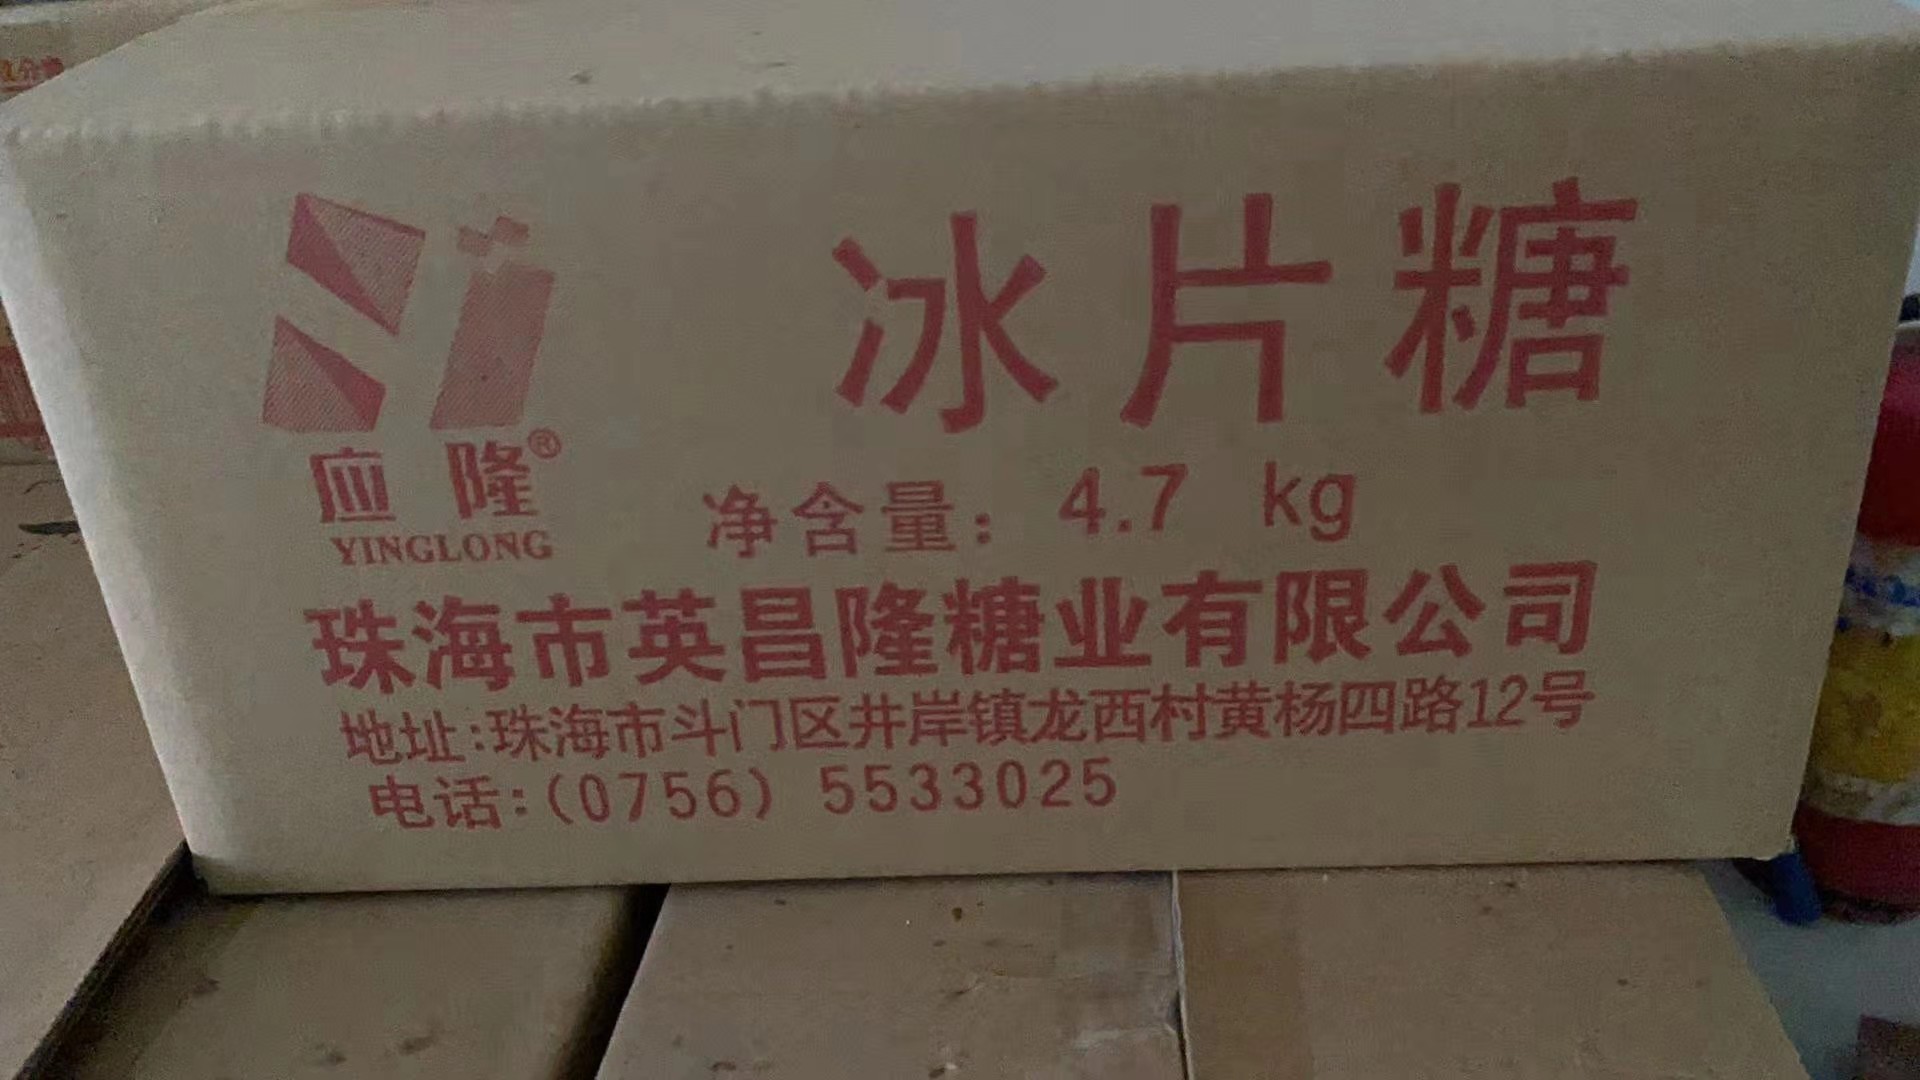 冰片糖
应隆®
YINGLONG
净含量：4.7 kg
珠海市英昌隆糖业有限公司
地址:珠海市斗门区井岸镇龙西村黄杨四路12号
电话:(0756) 5533025